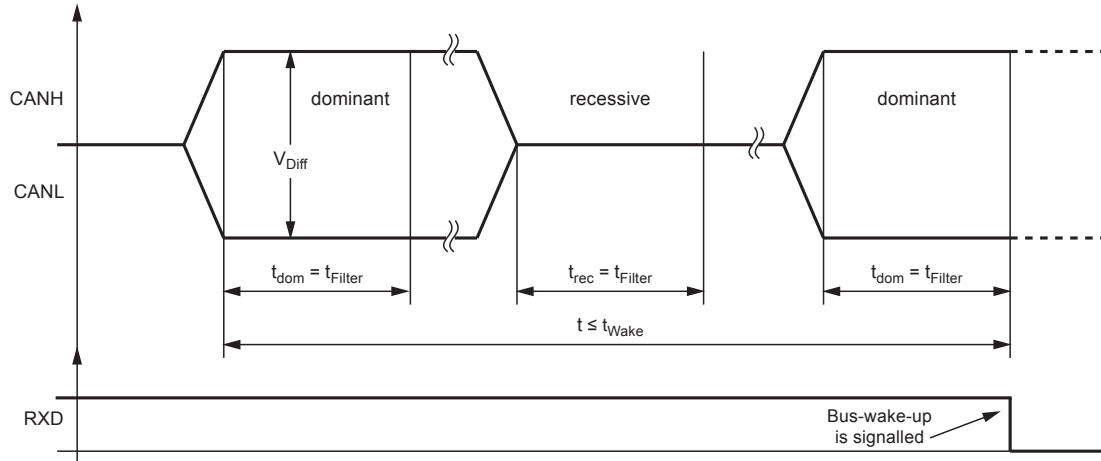 CANH
dominant
recessive
dominant
V_Diff
CANL
t_dom = t_Filter
t_rec = t_Filter
t_dom = t_Filter
t ≤ t_Wake
RXD
Bus-wake-up
is signalled